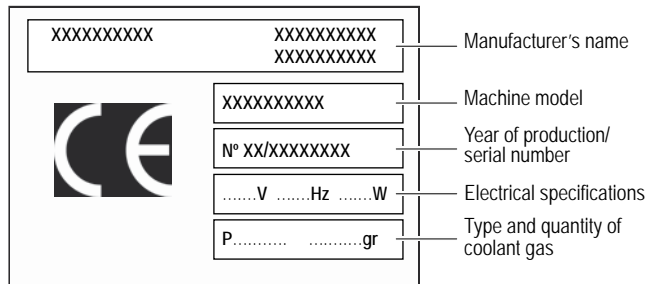 XXXXXXXXXX XXXXXXXXXX
XXXXXXXXXX
Manufacturer’s name
CE
XXXXXXXXXX
Machine model
Nº XX/XXXXXXXX
Year of production/
serial number
.......V .......Hz .......W
Electrical specifications
P........... ...........gr
Type and quantity of
coolant gas